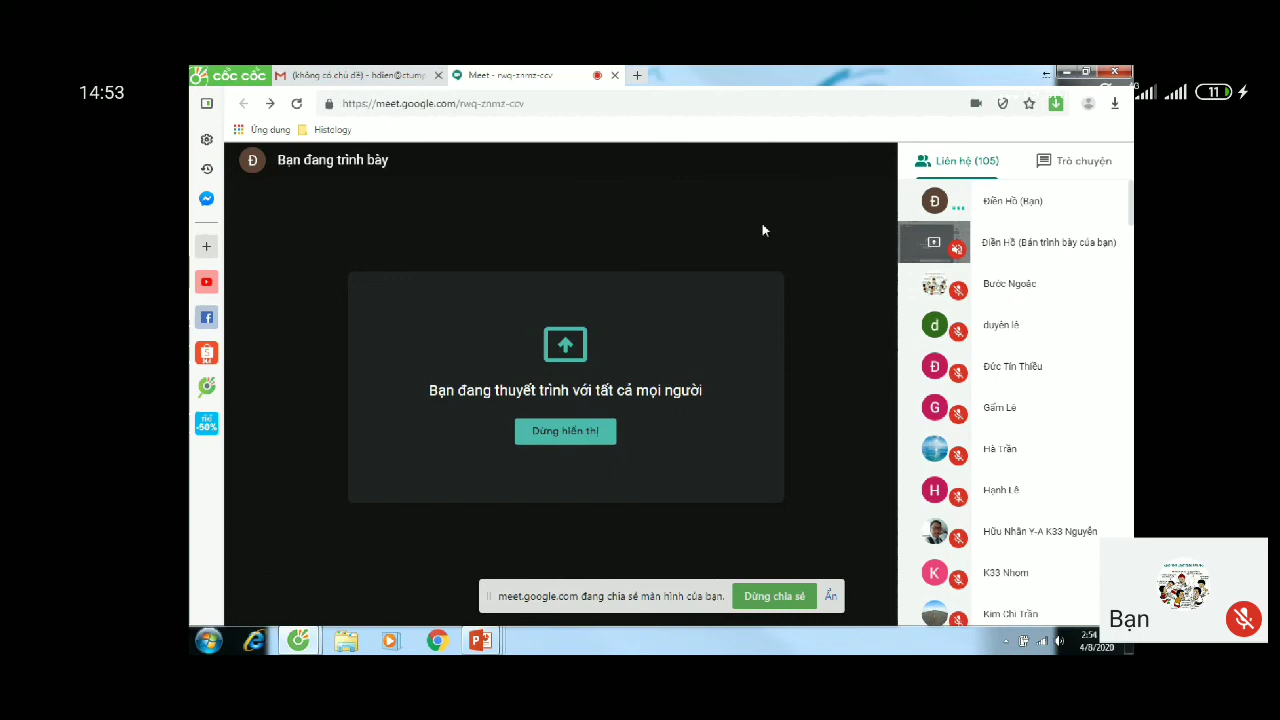 14:53
11
cốc cốc
(không có chủ đề) - hdien@ctump
Meet - rwq-znmz-ccv
https://meet.google.com/rwq-znmz-ccv
Ứng dụng
Histology
Đ
Bạn đang trình bày
Liên hệ (105)
Trò chuyện
Đ
Điền Hồ (Bạn)
Điền Hồ (Bản trình bày của bạn)
Bước Ngoặc
d
duyên lê
Đ
Đức Tín Thiều
G
Gấm Lê
Hà Trần
H
Hạnh Lê
Hữu Nhân Y-A K33 Nguyễn
K
K33 Nhom
Kim Chi Trần
Bạn đang thuyết trình với tất cả mọi người
Dừng hiển thị
meet.google.com đang chia sẻ màn hình của bạn.
Dừng chia sẻ
Ẩn
-50%
2:54
4/8/2020
Bạn